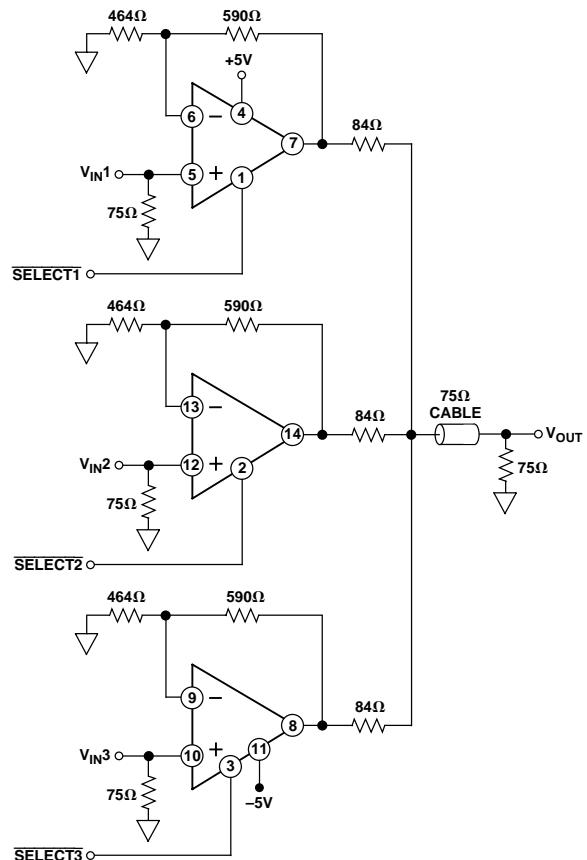 464Ω 590Ω
+5V
6 − 4
7 84Ω
VIN1 5 + 1
75Ω
SELECT1
464Ω 590Ω
13 −
14 84Ω
75Ω
CABLE
VOUT
VIN2 12 + 2
75Ω
75Ω
SELECT2
464Ω 590Ω
9 −
8 84Ω
11
VIN3 10 + 3
75Ω
−5V
SELECT3